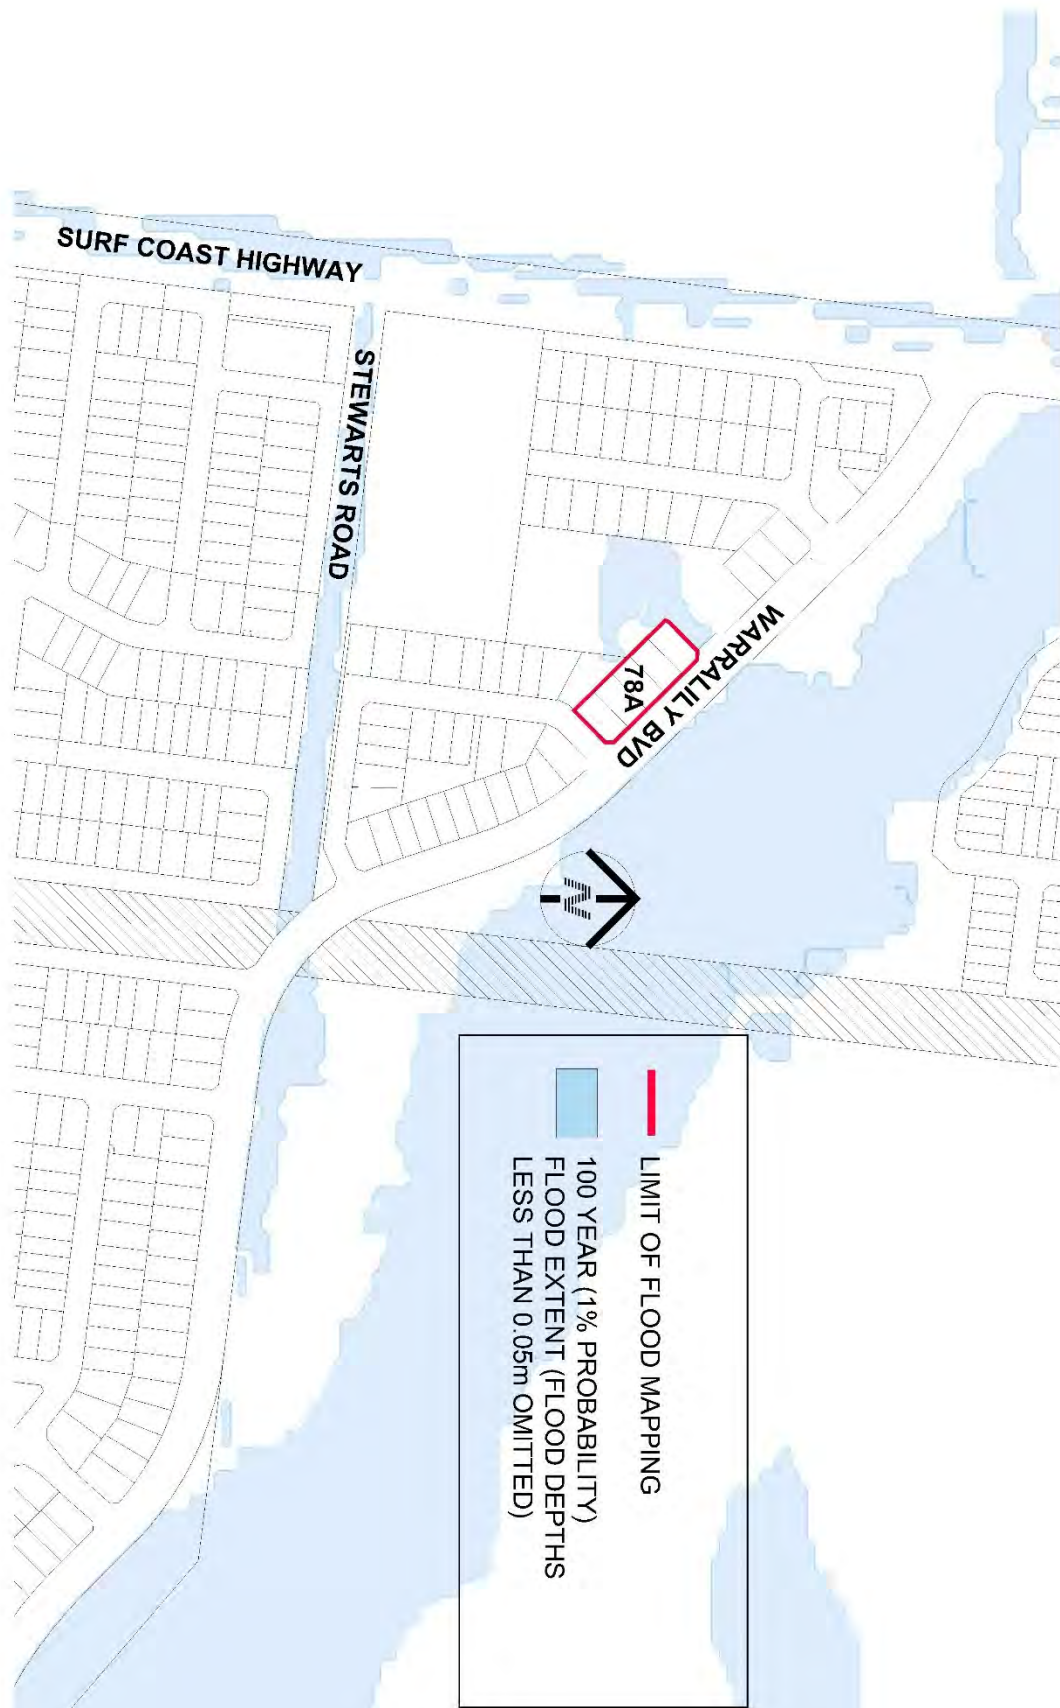 SURF COAST HIGHWAY
STEWARTS ROAD
WARRALILY BVD
78A
N
LIMIT OF FLOOD MAPPING
100 YEAR (1% PROBABILITY)
FLOOD EXTENT (FLOOD DEPTHS
LESS THAN 0.05m OMITTED)